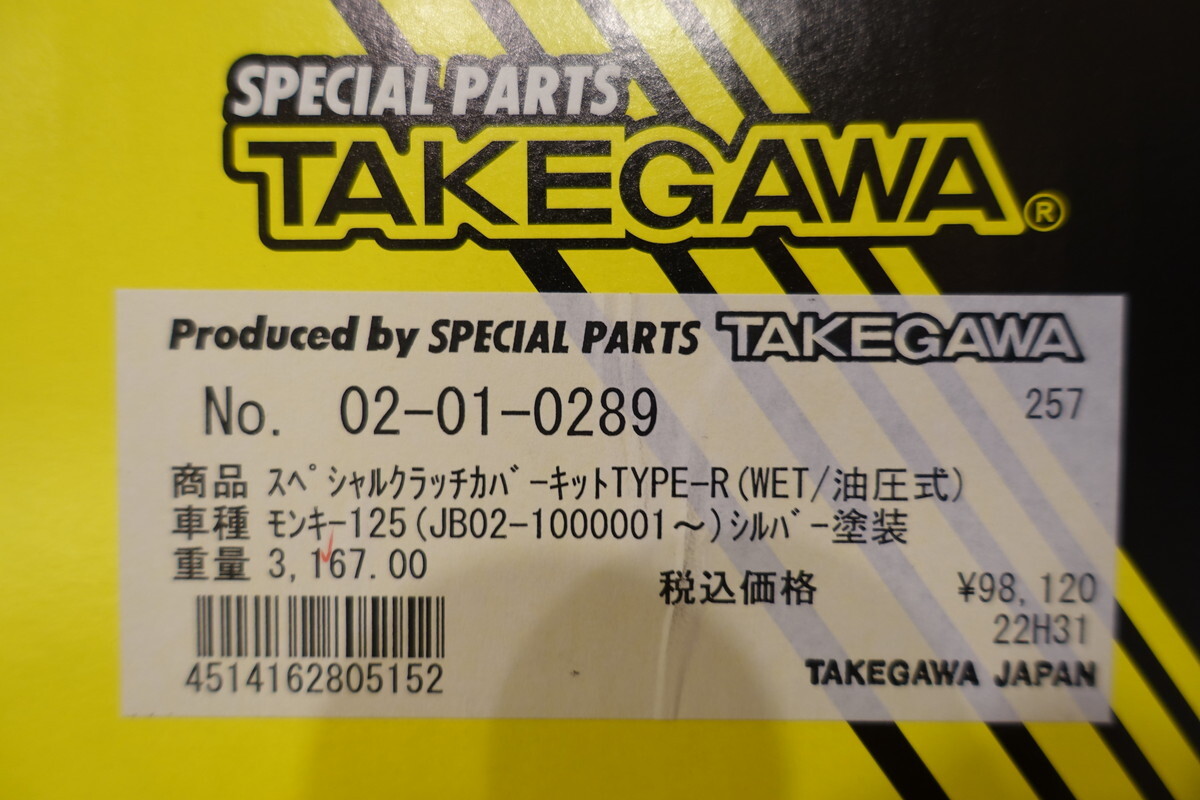 SPECIAL PARTS
TAKEGAWA®
Produced by SPECIAL PARTS TAKEGAWA
No. 02-01-0289 257
商品 ｽﾍﾟｼｬﾙｸﾗｯﾁｶﾊﾞｰｷｯﾄTYPE-R(WET/油圧式)
車種 ﾓﾝｷｰ125(JB02-1000001～)ｼﾙﾊﾞｰ塗装
重量 3,167.00
税込価格 ¥98,120
22H31
4514162805152
TAKEGAWA JAPAN